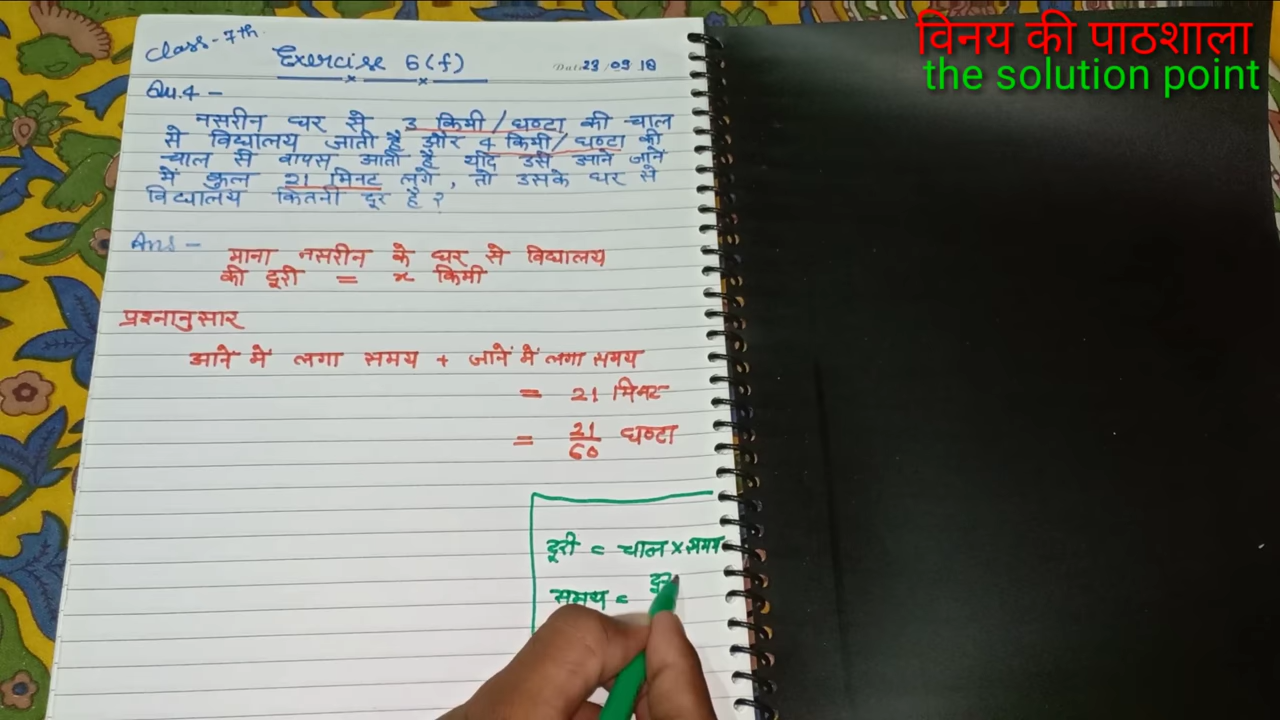 विनय की पाठशाला
the solution point
Class-7th.
Exercise 6(f)
23/09/18
Qu.4 -
नसरीन घर से 3 किमी/घण्टा की चाल
से विद्यालय जाती है और 4 किमी/घण्टा की
चाल से वापस आती है यदि उसे आने जाने
में कुल 21 मिनट लगे, तो उसके घर से
विद्यालय कितनी दूर है?
Ans -
माना नसरीन के घर से विद्यालय
की दूरी = x किमी
प्रश्नानुसार
आने में लगा समय + जाने में लगा समय
= 21 मिनट
= 21/60 घण्टा
दूरी = चाल × समय
समय =